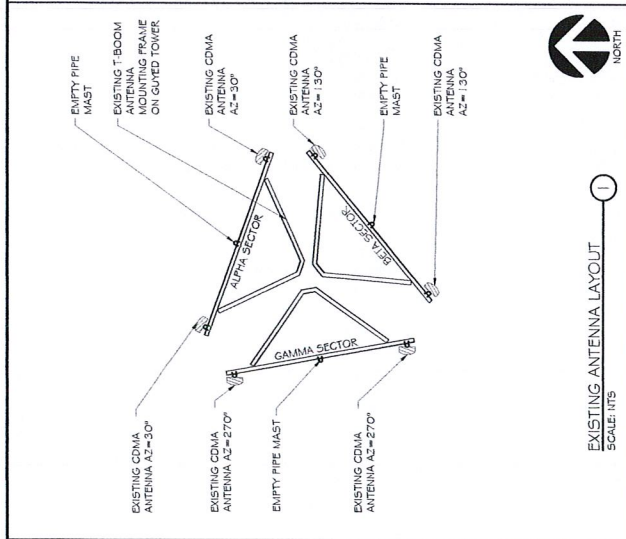 EMPTY PIPE
MAST
EXISTING T-BOOM
ANTENNA
MOUNTING FRAME
ON GUYED TOWER
EXISTING CDMA
ANTENNA
AZ=30°
EXISTING CDMA
ANTENNA
AZ=130°
EMPTY PIPE
MAST
EXISTING CDMA
ANTENNA
AZ=130°
EXISTING CDMA
ANTENNA AZ=30°
EXISTING CDMA
ANTENNA AZ=270°
EMPTY PIPE MAST
EXISTING CDMA
ANTENNA AZ=270°
ALPHA SECTOR
BETA SECTOR
GAMMA SECTOR
NORTH
EXISTING ANTENNA LAYOUT
SCALE: NTS
1